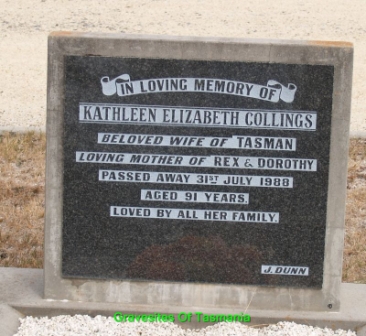 IN LOVING MEMORY OF
KATHLEEN ELIZABETH COLLINGS
BELOVED WIFE OF TASMAN
LOVING MOTHER OF REX & DOROTHY
PASSED AWAY 31ST JULY 1988
AGED 91 YEARS.
LOVED BY ALL HER FAMILY.
J. DUNN
Gravesites Of Tasmania